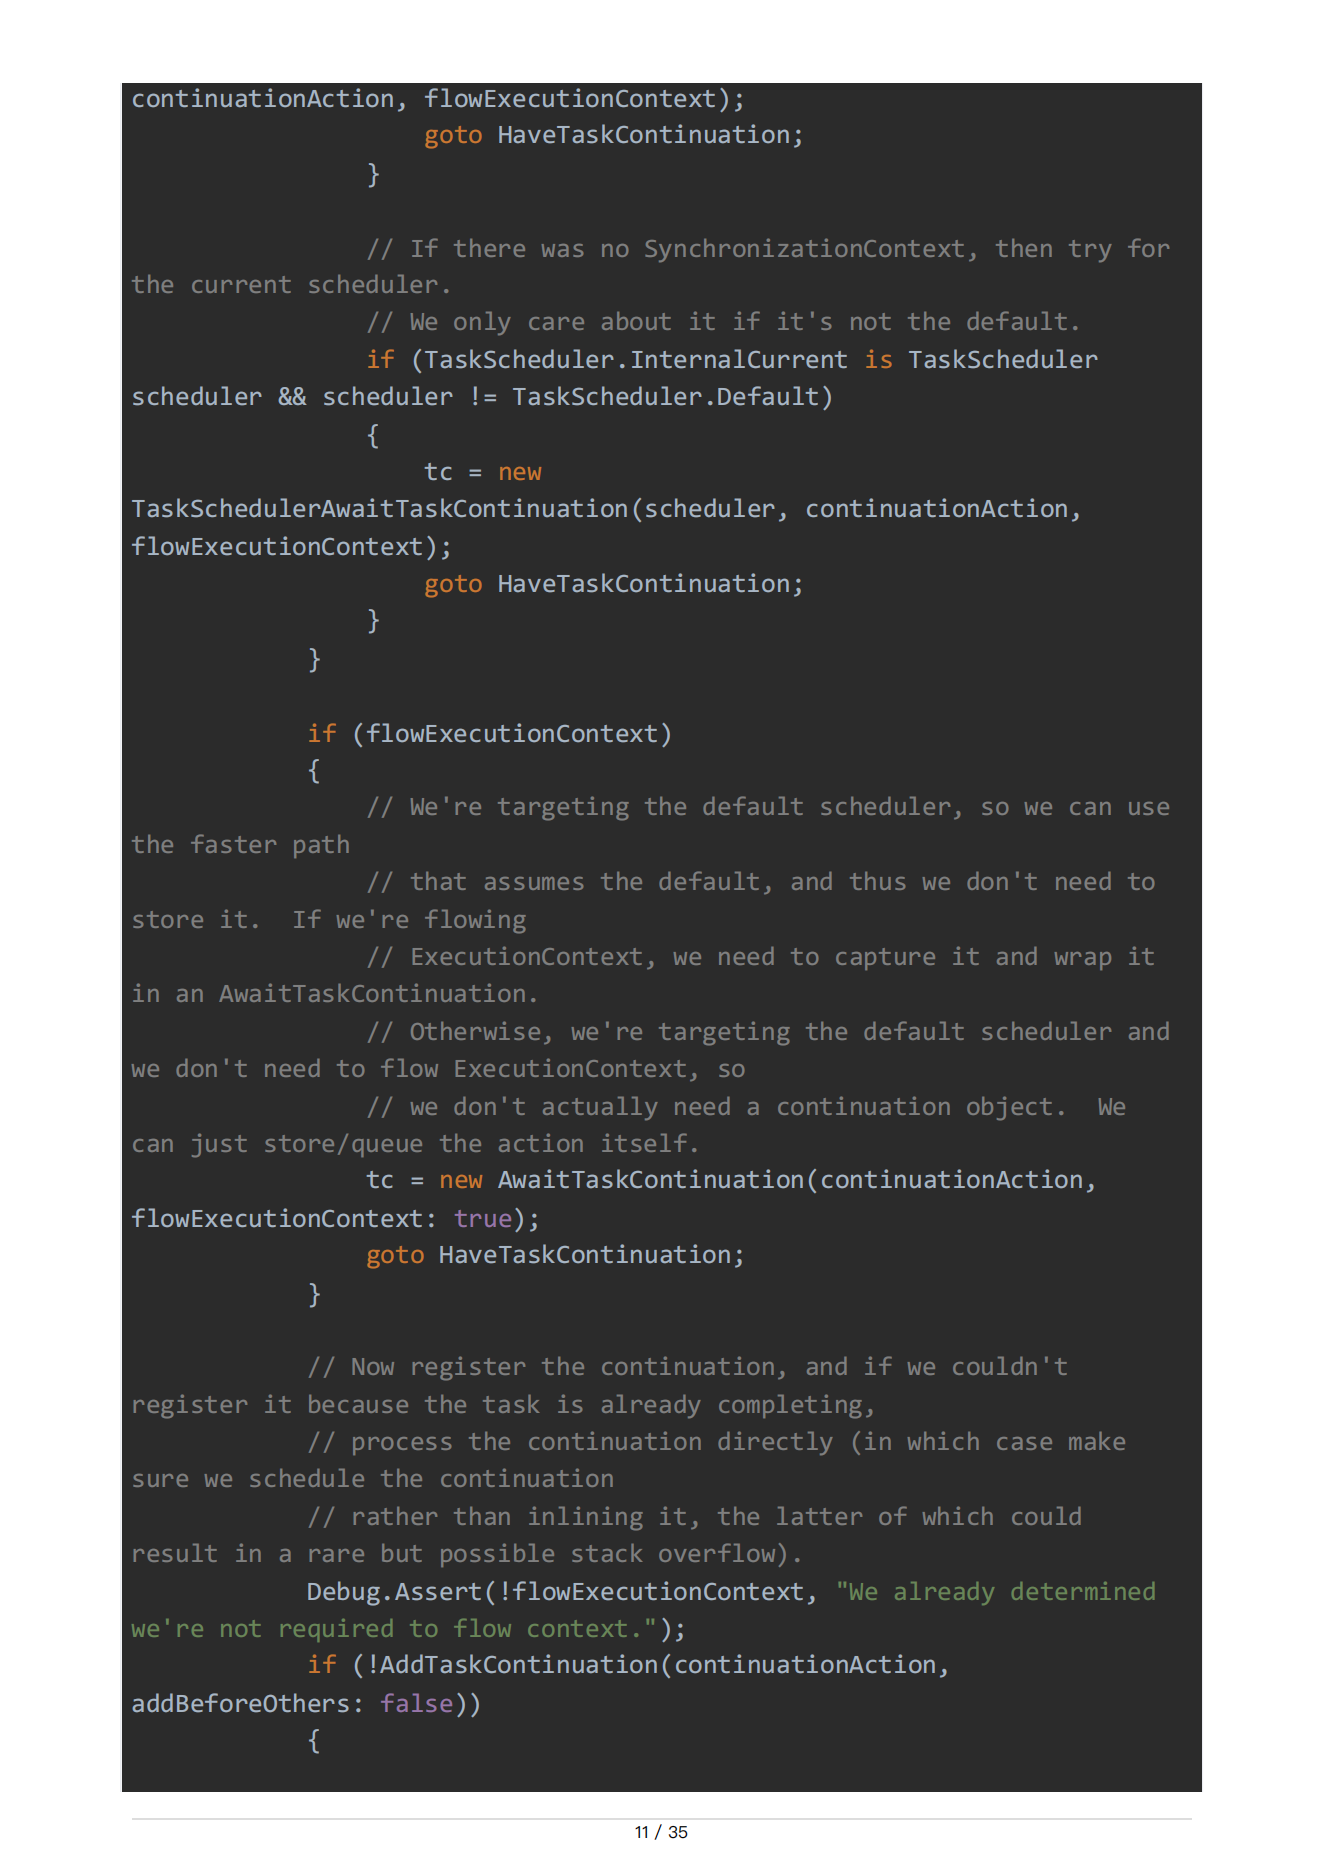 continuationAction, flowExecutionContext);
goto HaveTaskContinuation;
}
// If there was no SynchronizationContext, then try for
the current scheduler.
// We only care about it if it's not the default.
if (TaskScheduler.InternalCurrent is TaskScheduler
scheduler && scheduler != TaskScheduler.Default)
{
tc = new
TaskSchedulerAwaitTaskContinuation(scheduler, continuationAction,
flowExecutionContext);
goto HaveTaskContinuation;
}
}
if (flowExecutionContext)
{
// We're targeting the default scheduler, so we can use
the faster path
// that assumes the default, and thus we don't need to
store it.  If we're flowing
// ExecutionContext, we need to capture it and wrap it
in an AwaitTaskContinuation.
// Otherwise, we're targeting the default scheduler and
we don't need to flow ExecutionContext, so
// we don't actually need a continuation object.  We
can just store/queue the action itself.
tc = new AwaitTaskContinuation(continuationAction,
flowExecutionContext: true);
goto HaveTaskContinuation;
}
// Now register the continuation, and if we couldn't
register it because the task is already completing,
// process the continuation directly (in which case make
sure we schedule the continuation
// rather than inlining it, the latter of which could
result in a rare but possible stack overflow).
Debug.Assert(!flowExecutionContext, "We already determined
we're not required to flow context.");
if (!AddTaskContinuation(continuationAction,
addBeforeOthers: false))
{
11 / 35